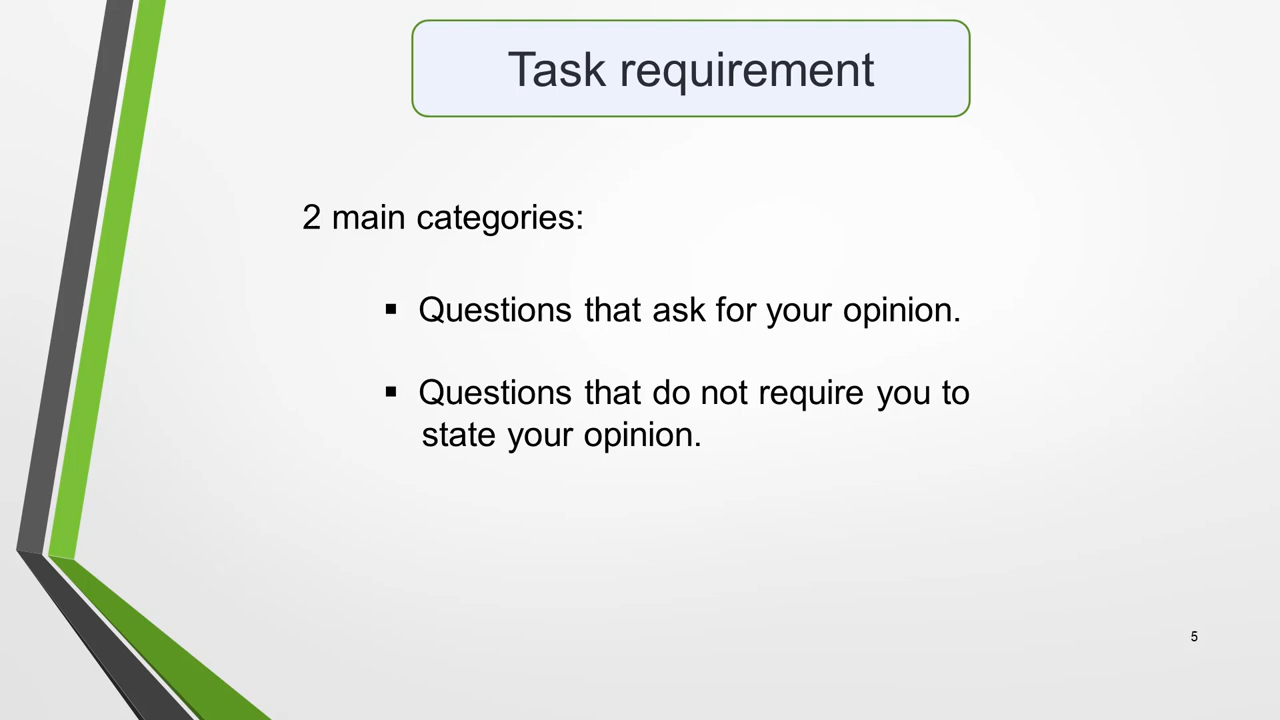 Task requirement
2 main categories:
▪ Questions that ask for your opinion.
▪ Questions that do not require you to
state your opinion.
5